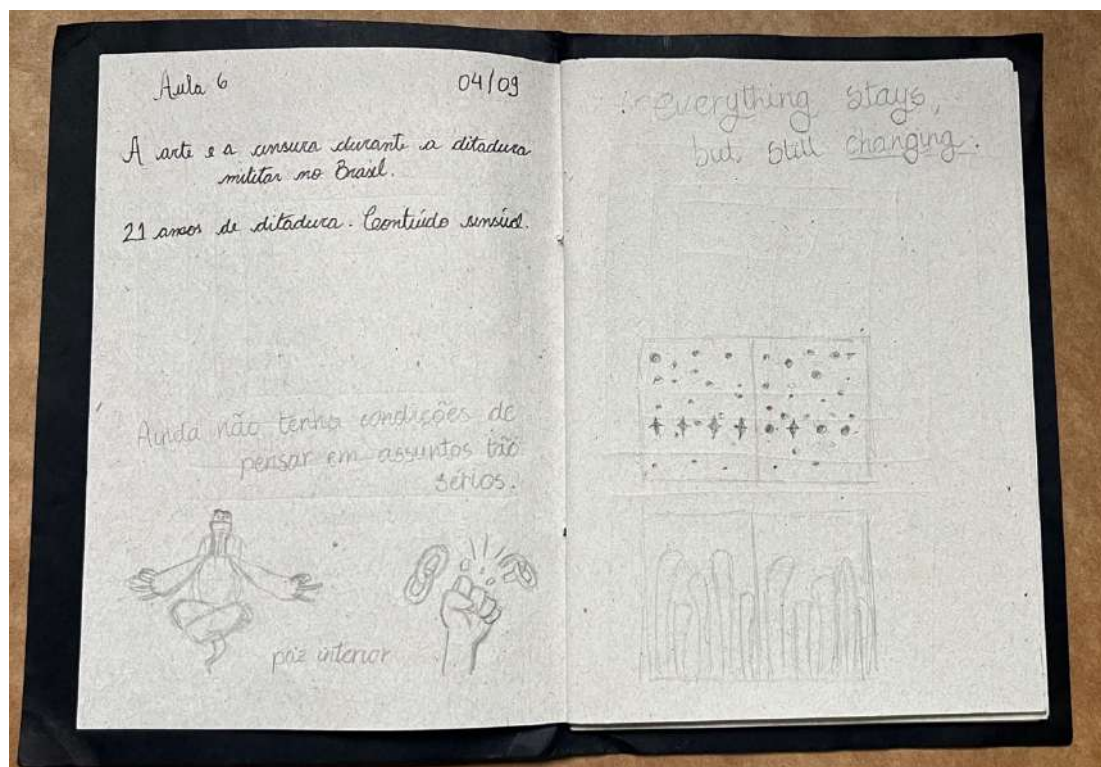 Aula 6
04/09
A arte e a censura durante a ditadura
militar no Brasil.
21 anos de ditadura. Conteúdo sensível.
Ainda não tenho condições de
pensar em assuntos tão
sérios.
paz interior
everything stays,
but still changing.